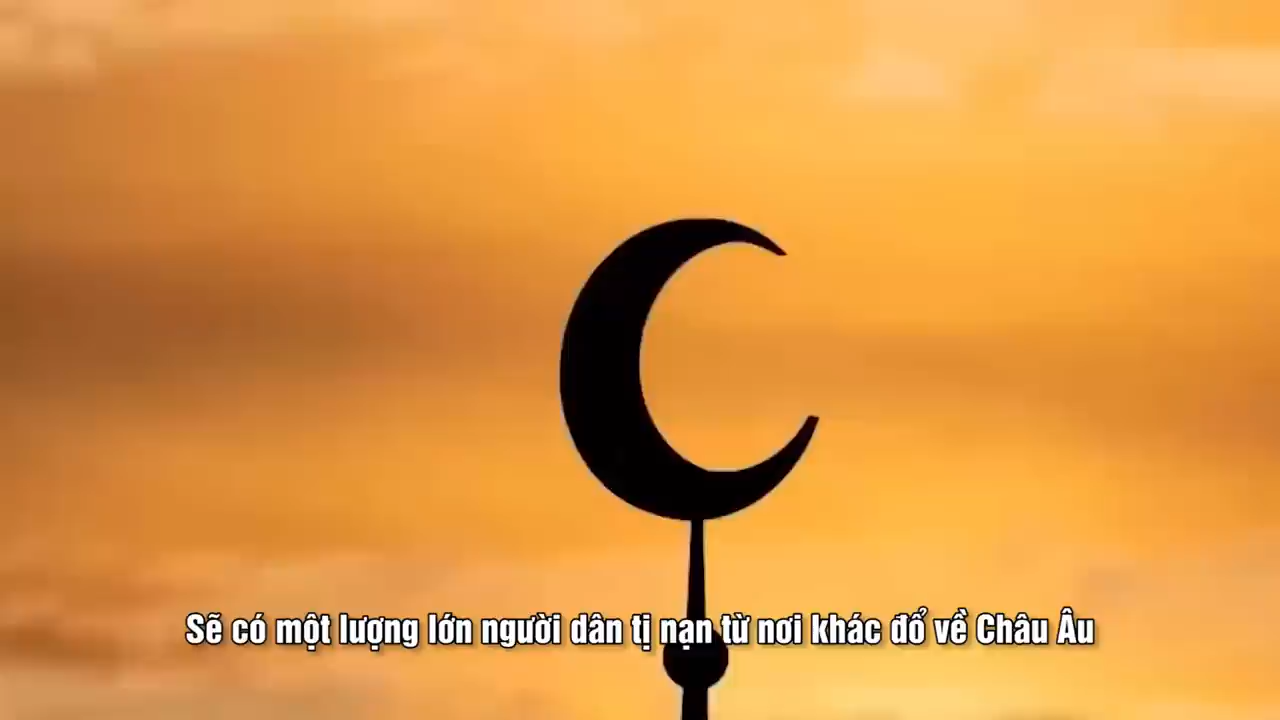 Sẽ có một lượng lớn người dân tị nạn từ nơi khác đổ về Châu Âu